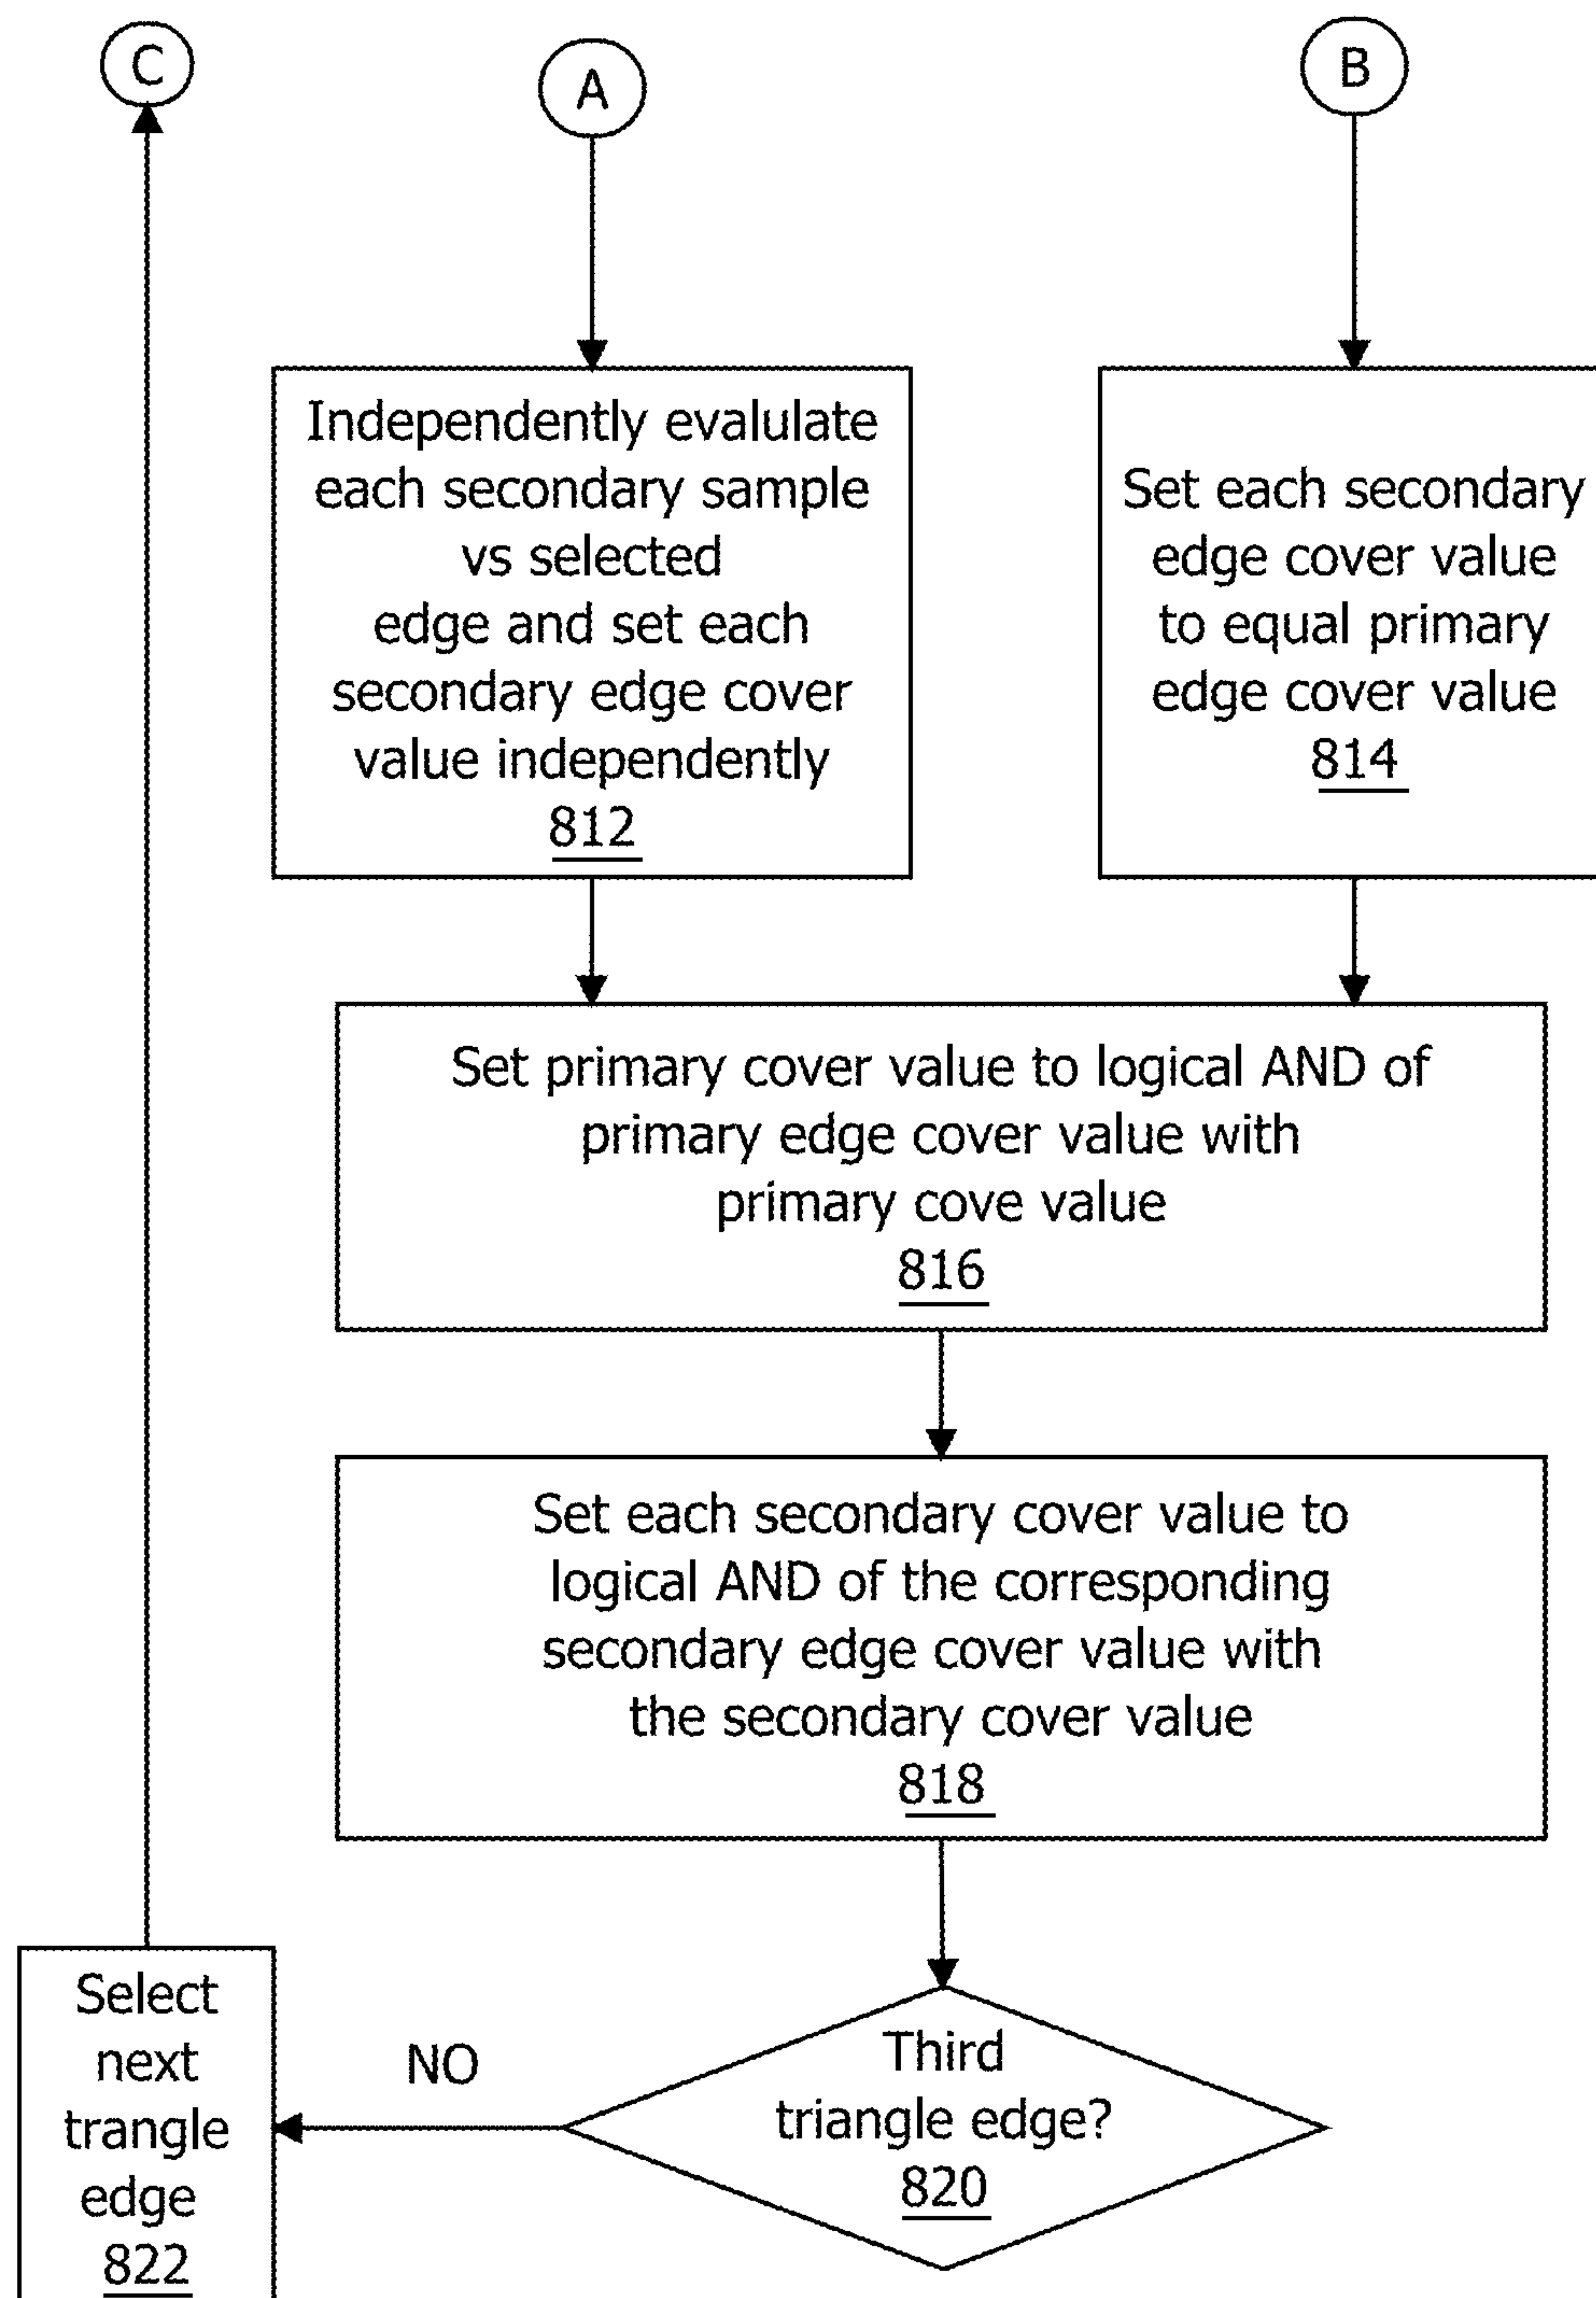 C
A
B
Independently evalulate
each secondary sample
vs selected
edge and set each
secondary edge cover
value independently
812
Set each secondary
edge cover value
to equal primary
edge cover value
814
Set primary cover value to logical AND of
primary edge cover value with
primary cove value
816
Set each secondary cover value to
logical AND of the corresponding
secondary edge cover value with
the secondary cover value
818
Third
triangle edge?
820
NO
Select
next
trangle
edge
822